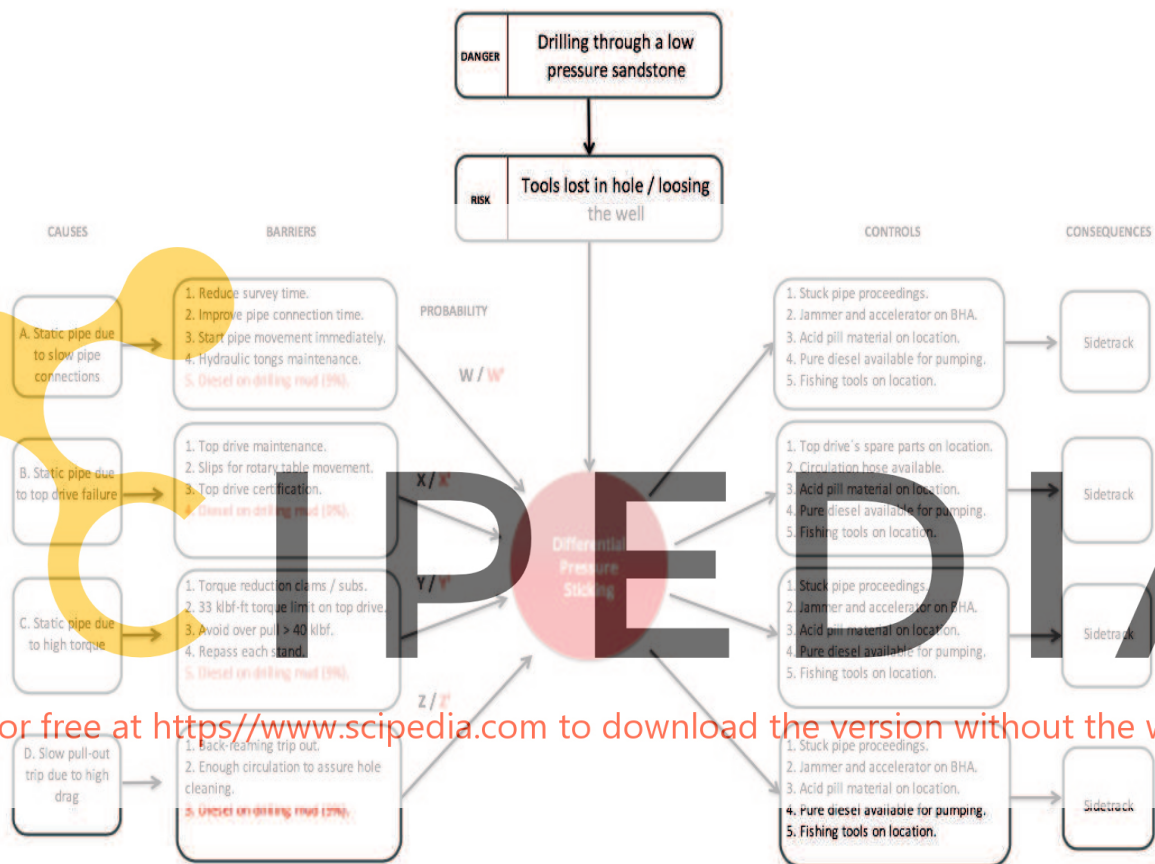 DANGER
Drilling through a low
pressure sandstone
RISK
Tools lost in hole / loosing
the well
CAUSES
BARRIERS
CONTROLS
CONSEQUENCES
PROBABILITY
A. Static pipe due
to slow pipe
connections
1. Reduce survey time.
2. Improve pipe connection time.
3. Start pipe movement immediately.
4. Hydraulic tongs maintenance.
5. Diesel on drilling mud (9%).
W / W'
1. Stuck pipe proceedings.
2. Jammer and accelerator on BHA.
3. Acid pill material on location.
4. Pure diesel available for pumping.
5. Fishing tools on location.
Sidetrack
B. Static pipe due
to top drive failure
1. Top drive maintenance.
2. Slips for rotary table movement.
3. Top drive certification.
4. Diesel on drilling mud
X / X'
1. Top drive`s spare parts on location.
2. Circulation hose available.
3. Acid pill material on location.
4. Pure diesel available for pumping.
5. Fishing tools on location.
Sidetrack
Differential
Pressure
Sticking
C. Static pipe due
to high torque
1. Torque reduction clams / subs.
2. 33 klbf-ft torque limit on top drive.
3. Avoid over pull > 40 klbf.
4. Repass each stand.
5. Diesel on drilling mud (9%).
Y / Y'
1. Stuck pipe proceedings.
2. Jammer and accelerator on BHA.
3. Acid pill material on location.
4. Pure diesel available for pumping.
5. Fishing tools on location.
Sidetrack
D. Slow pull-out
trip due to high
drag
1. Back-reaming trip out.
2. Enough circulation to assure hole
cleaning.
3. Diesel on drilling mud (9%).
Z / Z'
1. Stuck pipe proceedings.
2. Jammer and accelerator on BHA.
3. Acid pill material on location.
4. Pure diesel available for pumping.
5. Fishing tools on location.
Sidetrack
CIPEDIA
or free at https//www.scipedia.com to download the version without the w